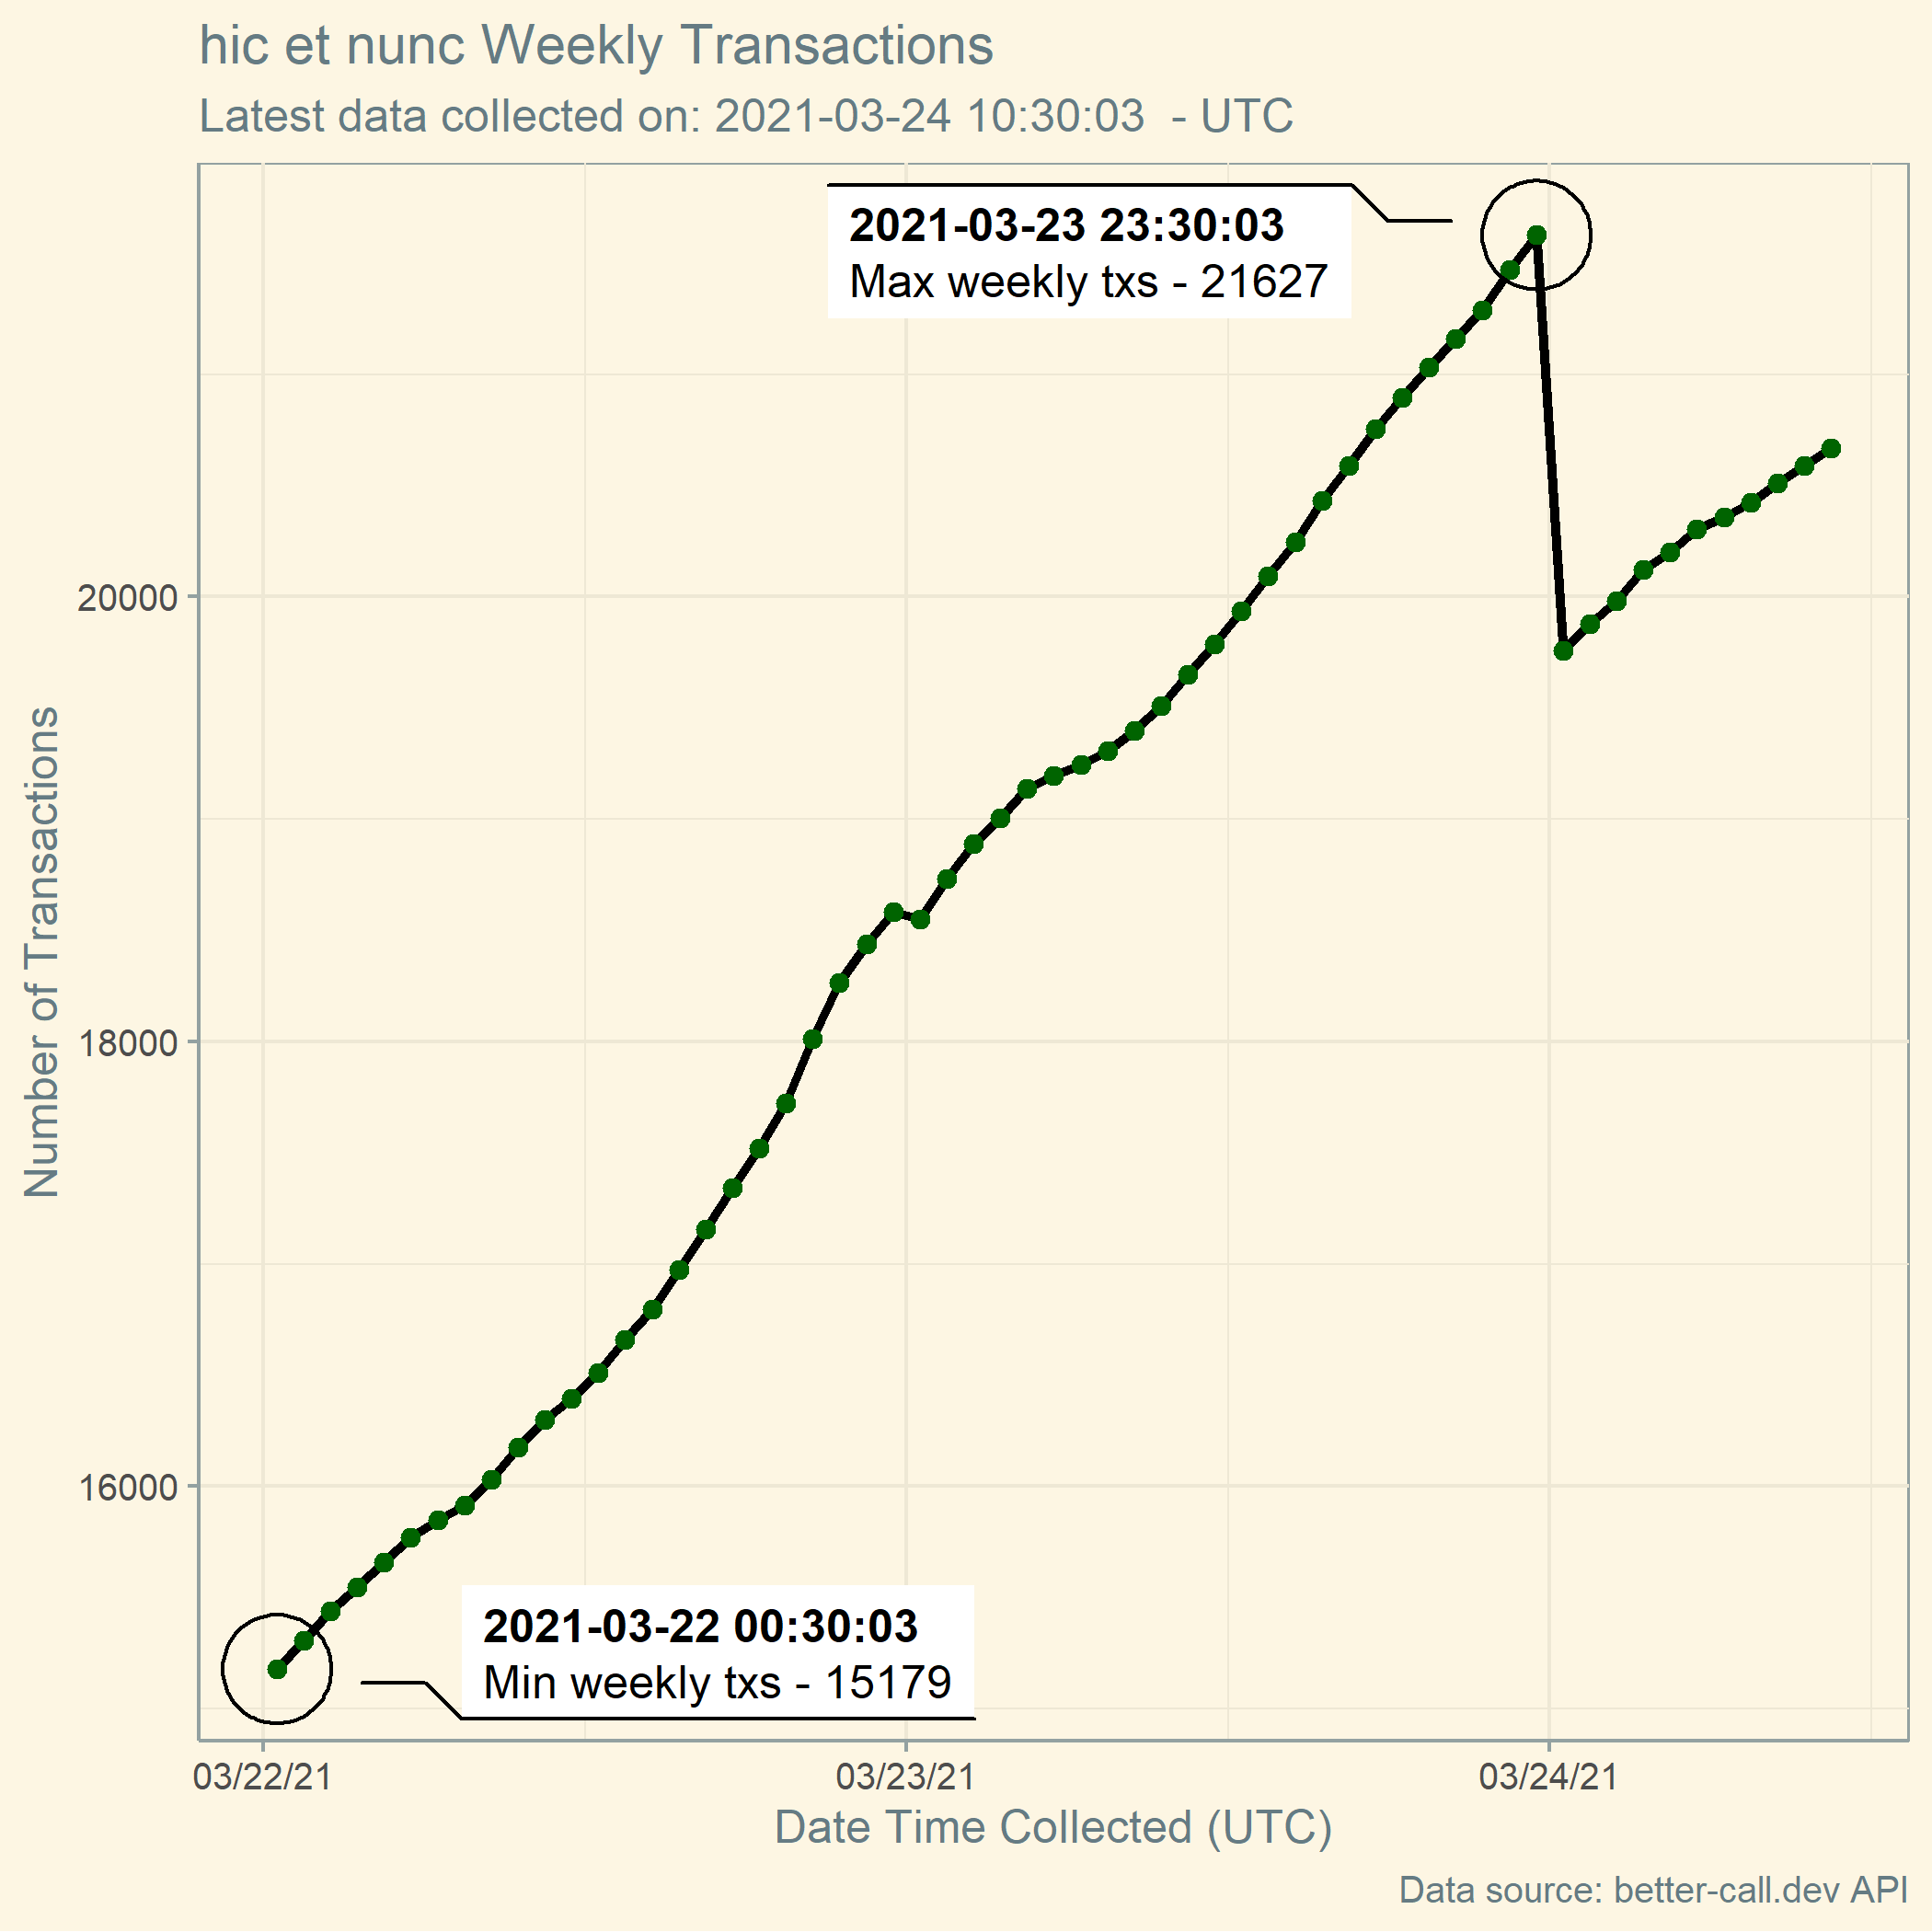 hic et nunc Weekly Transactions
Latest data collected on: 2021-03-24 10:30:03  - UTC
2021-03-23 23:30:03
Max weekly txs - 21627
20000
18000
16000
Number of Transactions
2021-03-22 00:30:03
Min weekly txs - 15179
03/22/21
03/23/21
03/24/21
Date Time Collected (UTC)
Data source: better-call.dev API